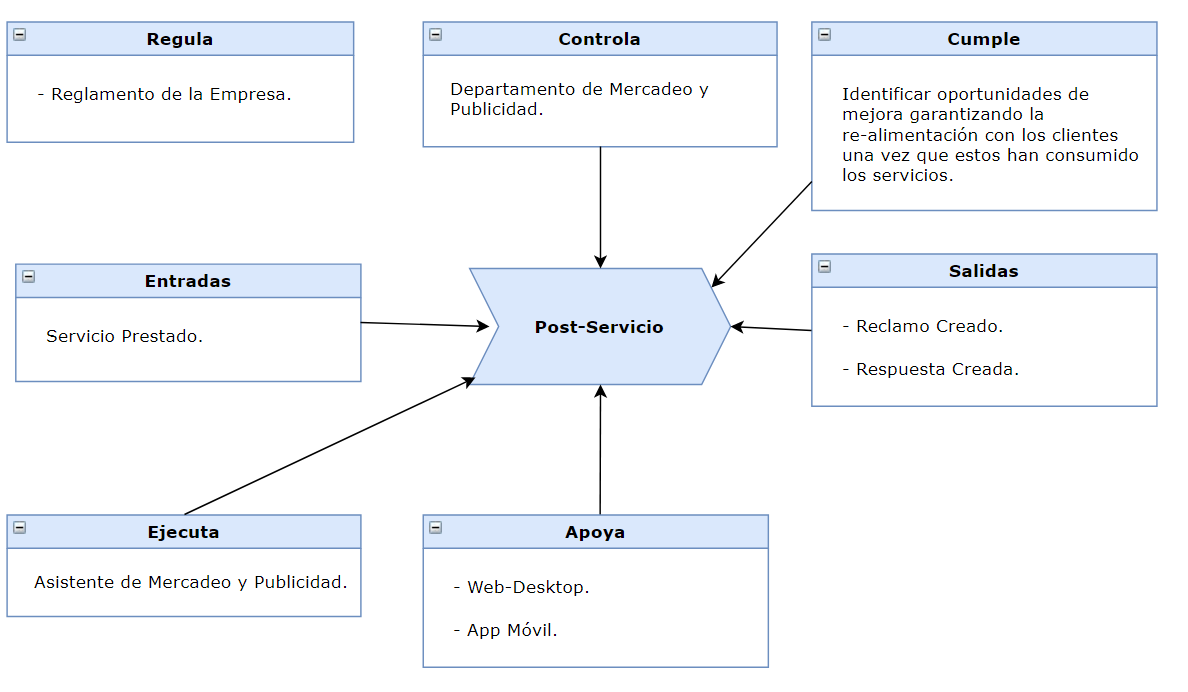 Regula
- Reglamento de la Empresa.
Controla
Departamento de Mercadeo y
Publicidad.
Cumple
Identificar oportunidades de
mejora garantizando la
re-alimentación con los clientes
una vez que estos han consumido
los servicios.
Entradas
Servicio Prestado.
Post-Servicio
Salidas
- Reclamo Creado.
- Respuesta Creada.
Ejecuta
Asistente de Mercadeo y Publicidad.
Apoya
- Web-Desktop.
- App Móvil.